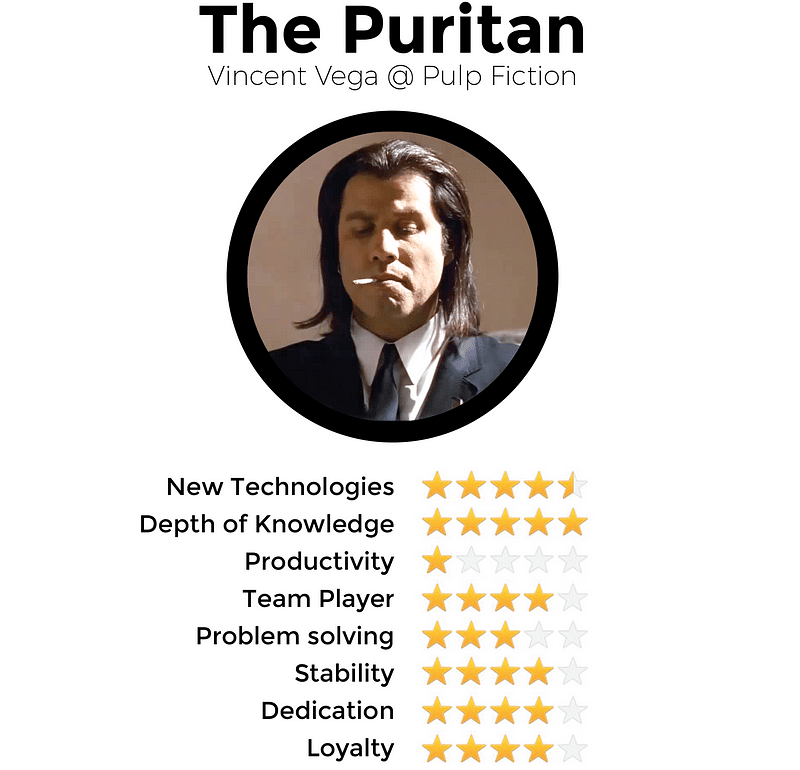 The Puritan
Vincent Vega @ Pulp Fiction
New Technologies
Depth of Knowledge
Productivity
Team Player
Problem solving
Stability
Dedication
Loyalty